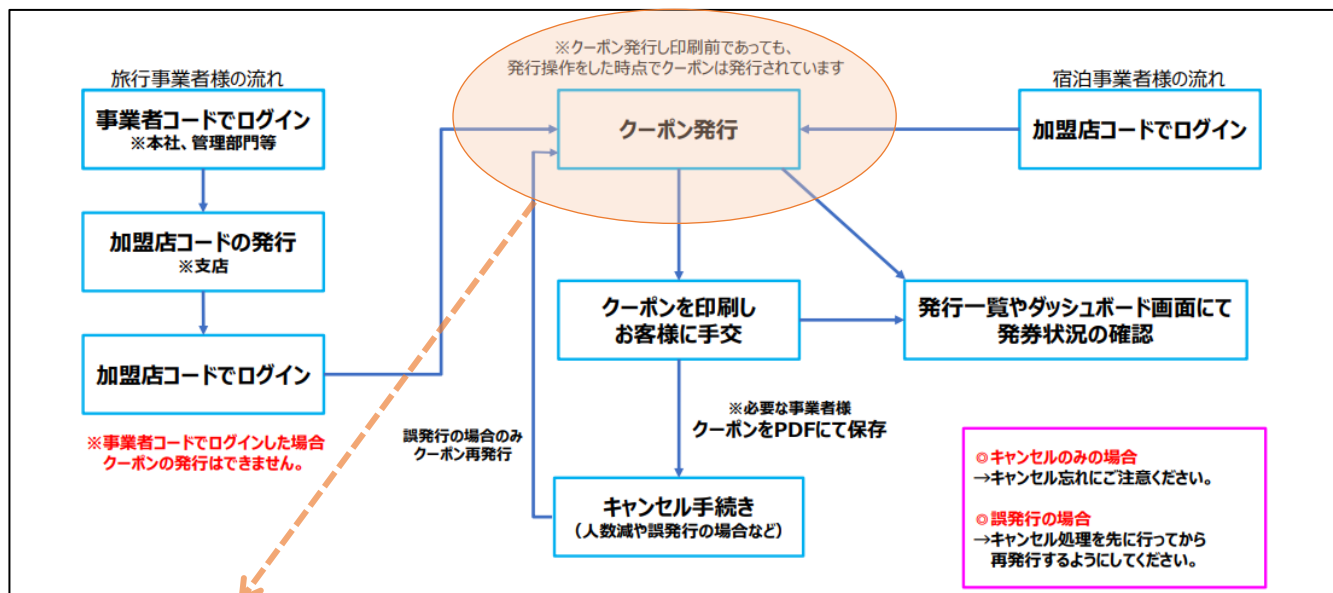 ※クーポン発行し印刷前であっても、
発行操作をした時点でクーポンは発行されています
旅行事業者様の流れ
事業者コードでログイン
※本社、管理部門等
加盟店コードの発行
※支店
加盟店コードでログイン
※事業者コードでログインした場合
クーポンの発行はできません。
クーポン発行
宿泊事業者様の流れ
加盟店コードでログイン
クーポンを印刷し
お客様に手交
発行一覧やダッシュボード画面にて
発券状況の確認
※必要な事業者様
クーポンをPDFにて保存
誤発行の場合のみ
クーポン再発行
キャンセル手続き
（人数減や誤発行の場合など）
◎キャンセルのみの場合
→キャンセル忘れにご注意ください。
◎誤発行の場合
→キャンセル処理を先に行ってから
再発行するようにしてください。